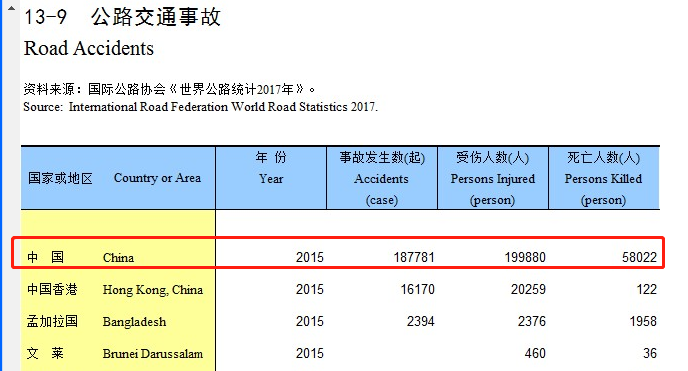 13-9 公路交通事故
Road Accidents
资料来源：国际公路协会《世界公路统计2017年》。
Source: International Road Federation World Road Statistics 2017.
国家或地区 Country or Area 年 份 Year 事故发生数(起) Accidents (case) 受伤人数(人) Persons Injured (person) 死亡人数(人) Persons Killed (person)
中 国 China 2015 187781 199880 58022
中国香港 Hong Kong, China 2015 16170 20259 122
孟加拉国 Bangladesh 2015 2394 2376 1958
文 莱 Brunei Darussalam 2015 460 36